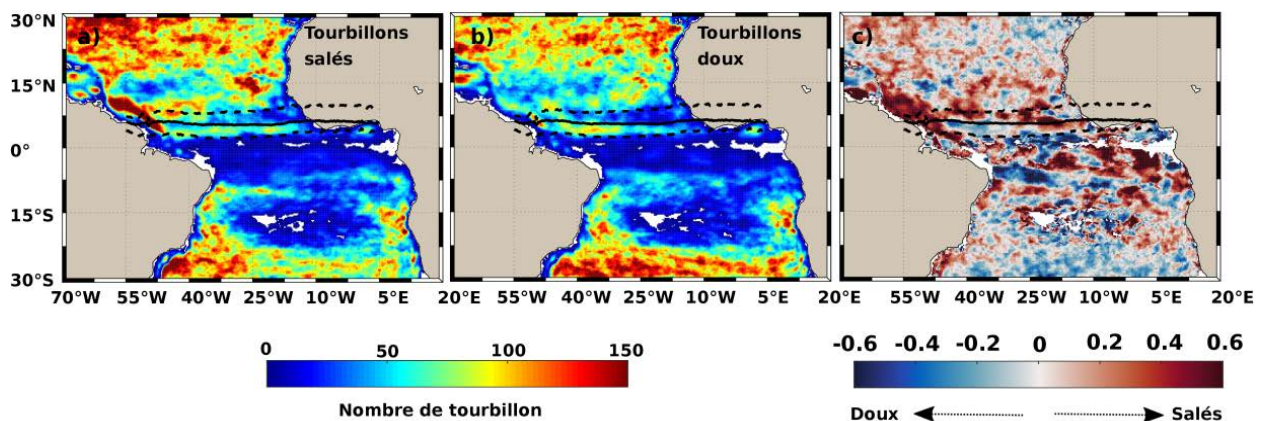 30°N
15°N
0°
15°S
30°S
a)
Tourbillons
salés
b)
Tourbillons
doux
c)
70°W 55°W 40°W 25°W 10°W 5°E 20°E 55°W 40°W 25°W 10°W 5°E 20°E 55°W 40°W 25°W 10°W 5°E 20°E
0 50 100 150
Nombre de tourbillon
-0.6 -0.4 -0.2 0 0.2 0.4 0.6
Doux Salés